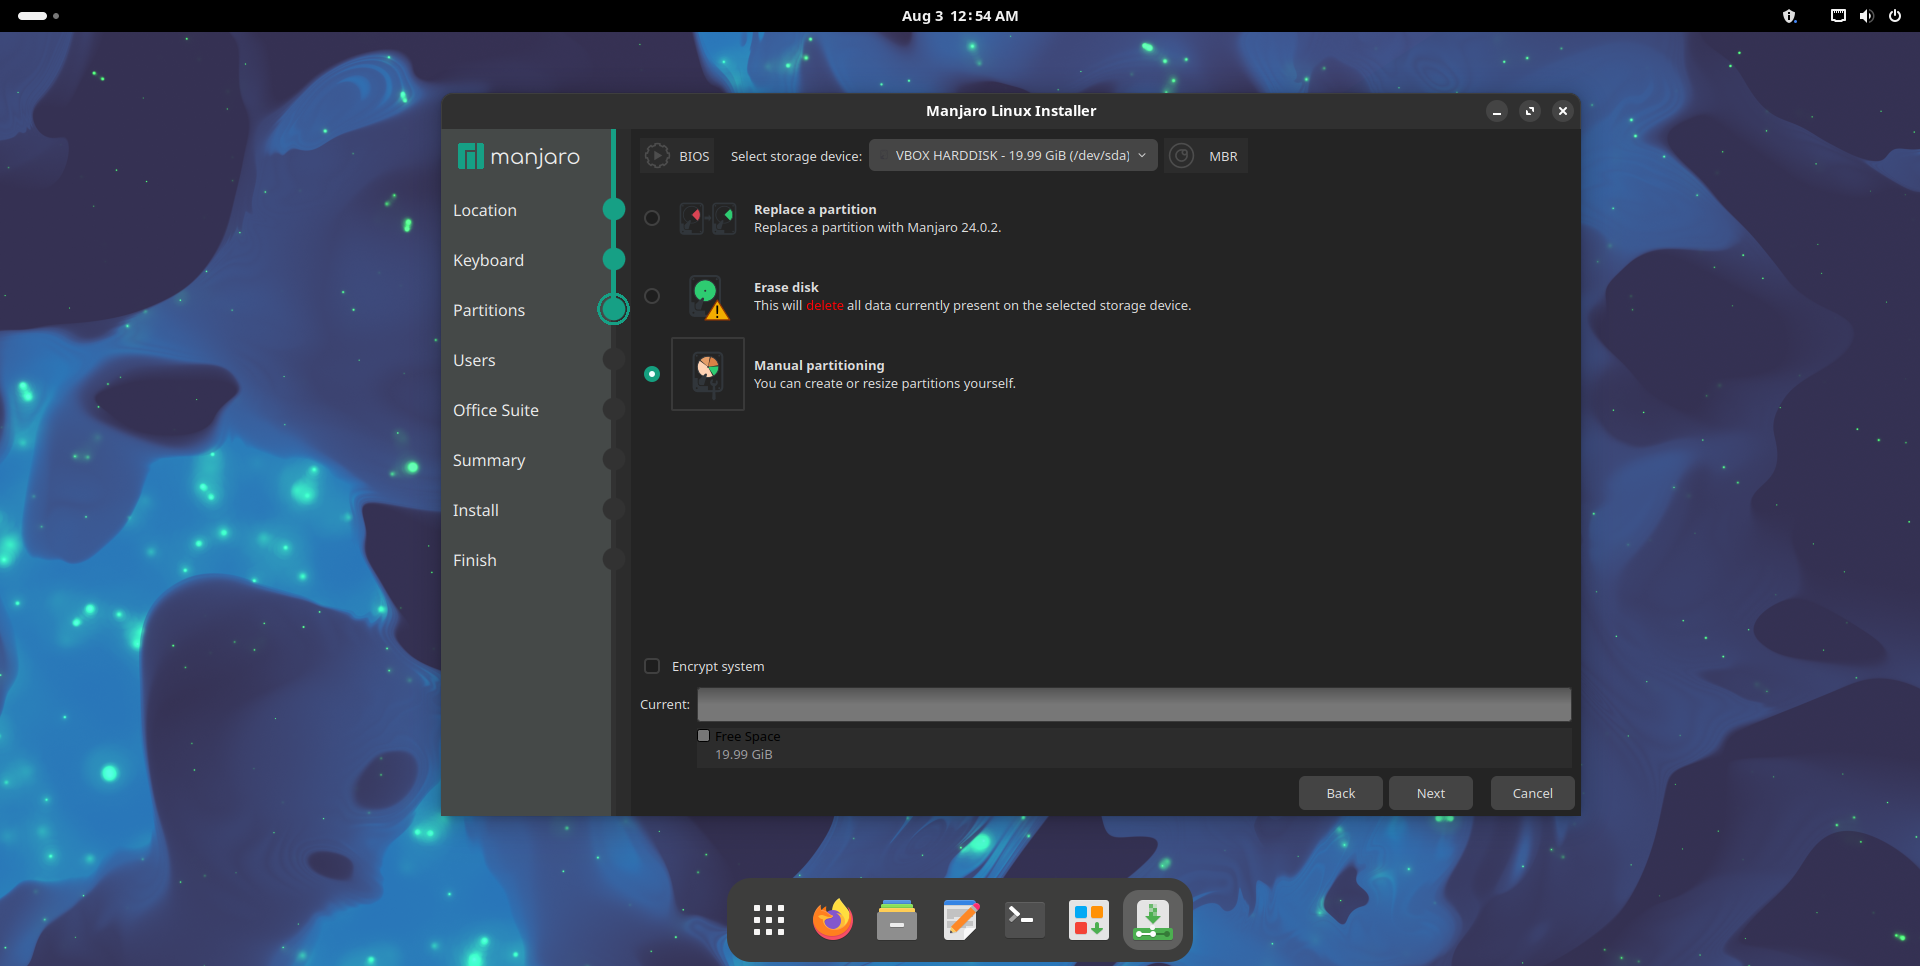 Aug 3 12:54 AM
Manjaro Linux Installer
manjaro
Location
Keyboard
Partitions
Users
Office Suite
Summary
Install
Finish
BIOS Select storage device: VBOX HARDDISK - 19.99 GiB (/dev/sda) MBR
Replace a partition
Replaces a partition with Manjaro 24.0.2.
Erase disk
This will delete all data currently present on the selected storage device.
Manual partitioning
You can create or resize partitions yourself.
Encrypt system
Current:
Free Space
19.99 GiB
Back Next Cancel